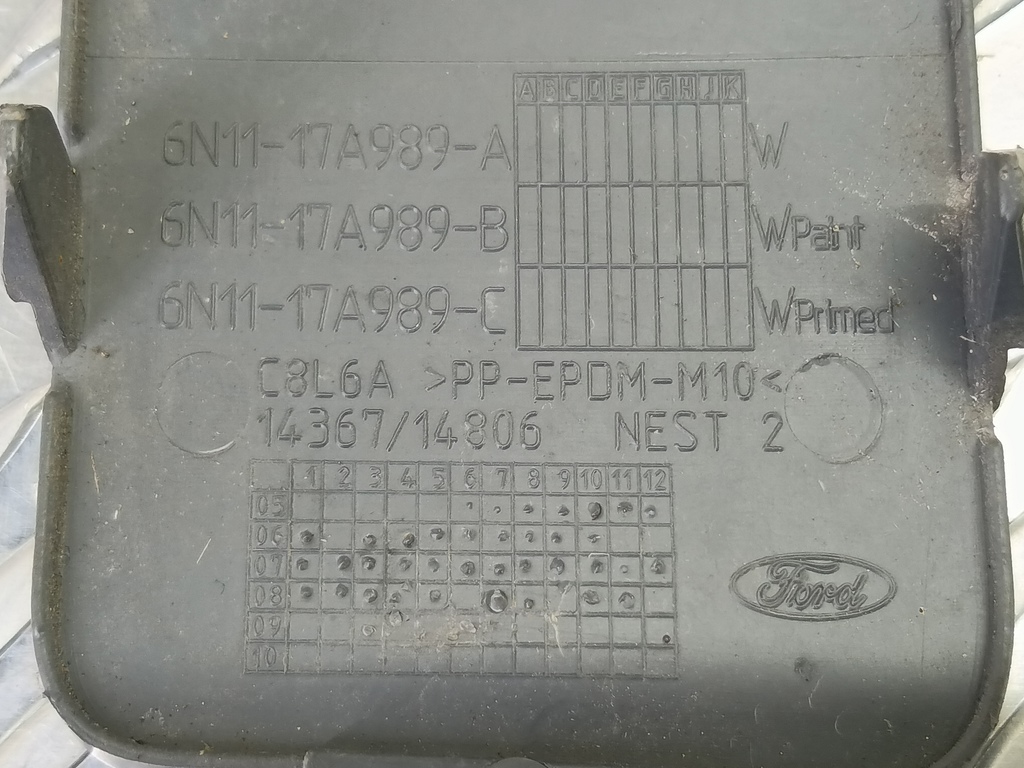 ABCDEFGHJK
6N11-17A989-A W
6N11-17A989-B WPaint
6N11-17A989-C WPrimed
C8L6A >PP-EPDM-M10<
14367/14806 NEST 2
1 2 3 4 5 6 7 8 9 10 11 12
05
06
07
08
09
10
Ford